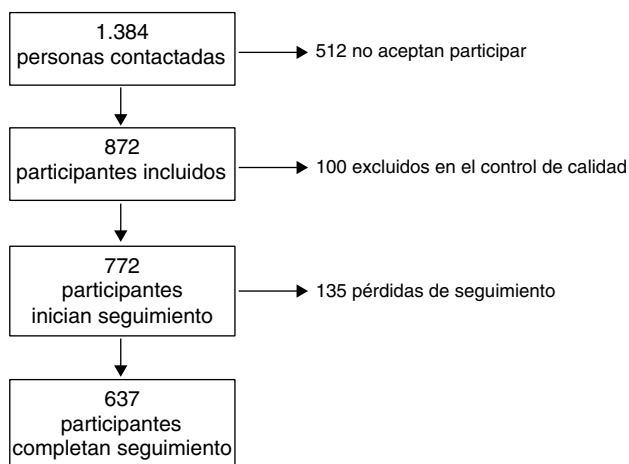 1.384
personas contactadas
512 no aceptan participar
872
participantes incluidos
100 excluidos en el control de calidad
772
participantes
inician seguimiento
135 pérdidas de seguimiento
637
participantes
completan seguimiento